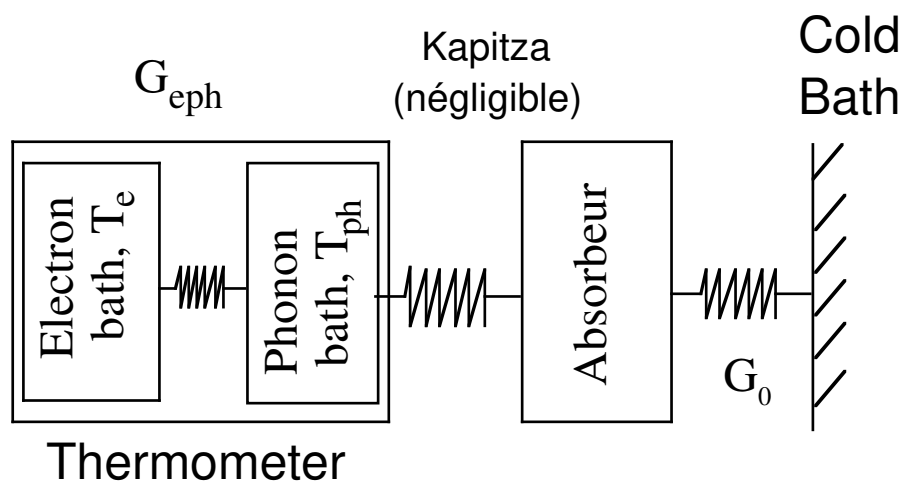 Cold
Bath
Kapitza
(négligible)
G_eph
Electron
bath, T_e
Phonon
bath, T_ph
Absorbeur
G_0
Thermometer